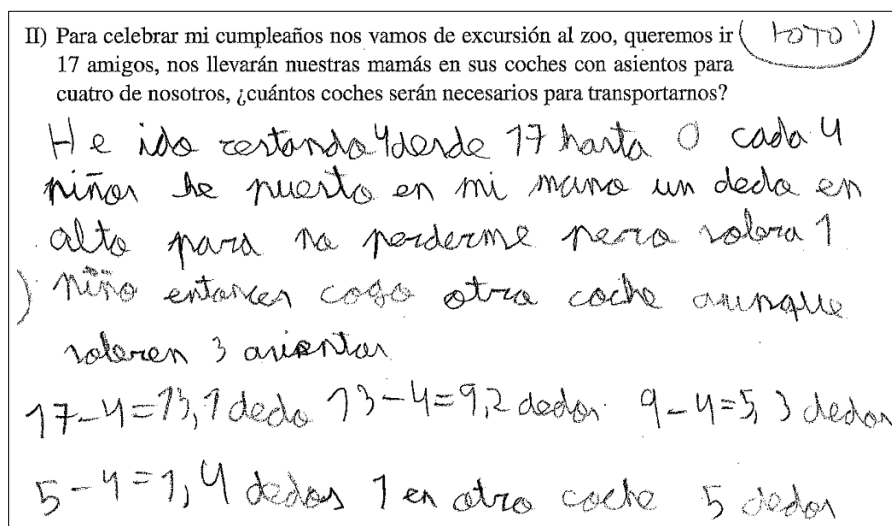 II) Para celebrar mi cumpleaños nos vamos de excursión al zoo, queremos ir
17 amigos, nos llevarán nuestras mamás en sus coches con asientos para
cuatro de nosotros, ¿cuántos coches serán necesarios para transportarnos?
He ido restando 4 desde 17 hasta 0 cada 4
niños he puesto en mi mano un dedo en
alto para no perderme pero sobra 1
niño entonces cogo otro coche aunque
soberen 3 asientos
17-4=13, 1 dedo 13-4=9, 2 dedos 9-4=5, 3 dedos
5-4=1, 4 dedos 1 en otro coche 5 dedos